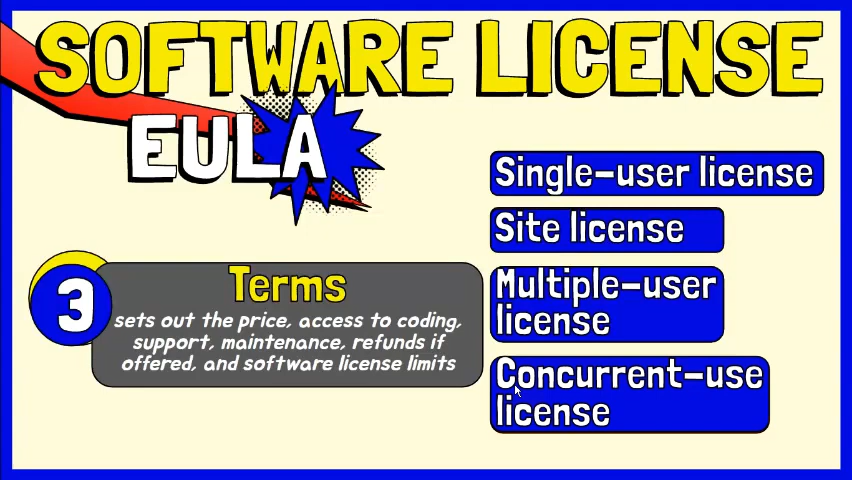 SOFTWARE LICENSE
EULA
3
Terms
sets out the price, access to coding,
support, maintenance, refunds if
offered, and software license limits
Single-user license
Site license
Multiple-user
license
Concurrent-use
license